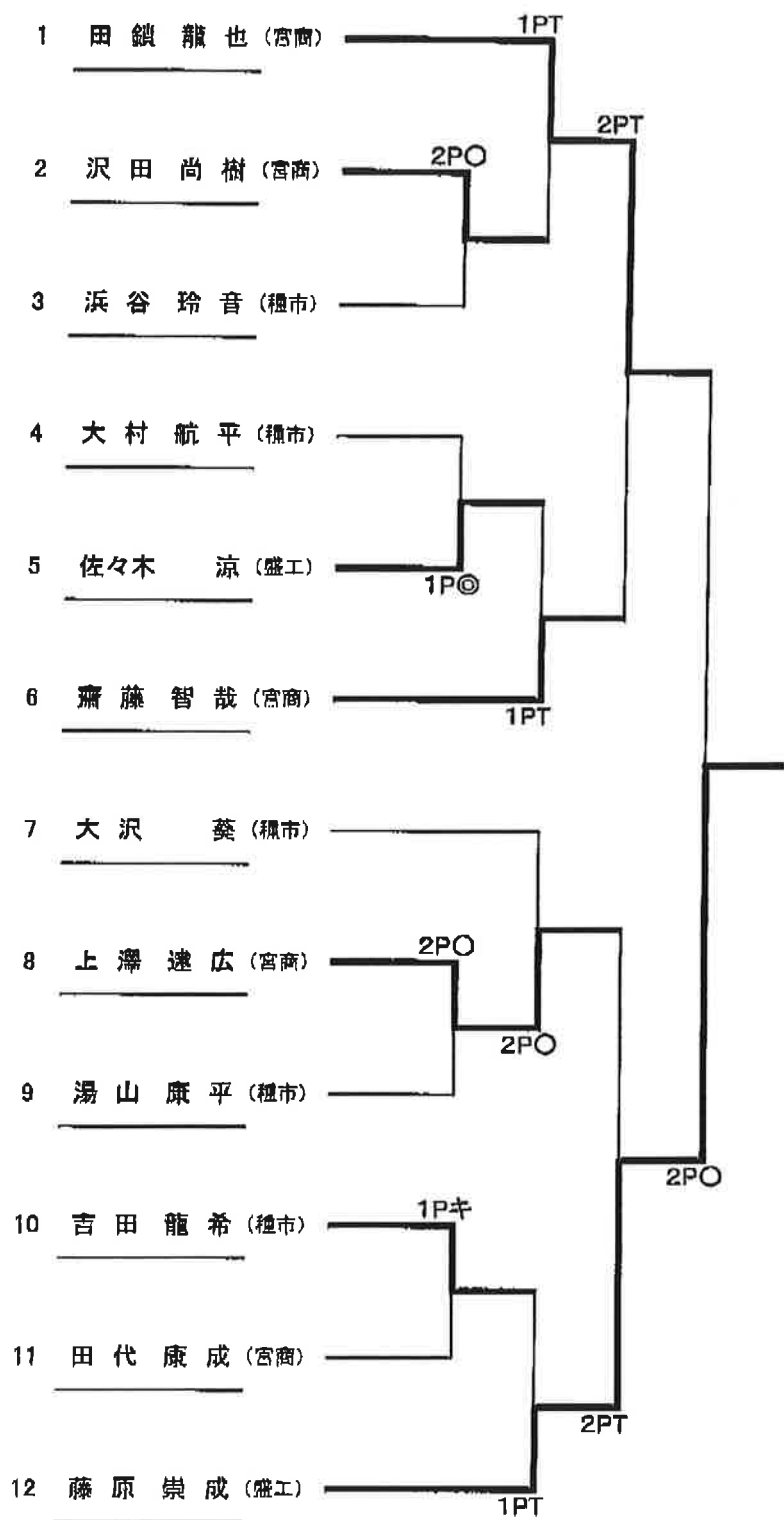 1 田鎖 龍也 (宮商)
1PT
2PT
2 沢田尚樹 (宮商)
2P○
3 浜谷玲音 (種市)
4 大村航平 (種市)
5 佐々木 涼 (盛工)
1P◎
6 齋藤智哉 (宮商)
1PT
7 大沢 葵 (種市)
8 上澤達広 (宮商)
2P○
2P○
9 湯山康平 (種市)
2P○
10 吉田龍希 (種市)
1Pキ
11 田代康成 (宮商)
2PT
12 藤原崇成 (盛工)
1PT